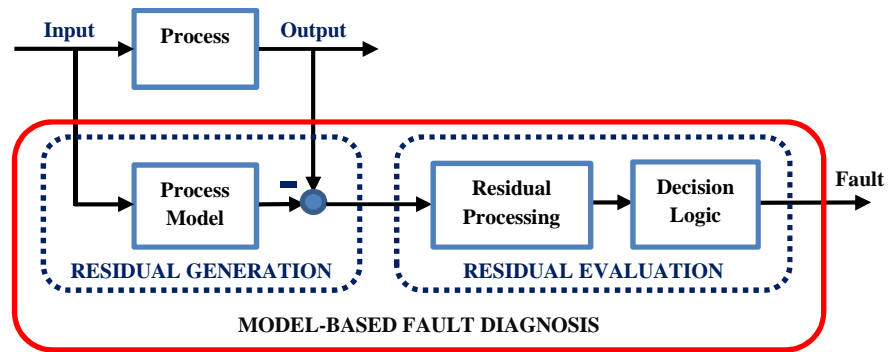 Input
Process
Output
Process
Model
Residual
Processing
Decision
Logic
Fault
RESIDUAL GENERATION
RESIDUAL EVALUATION
MODEL-BASED FAULT DIAGNOSIS